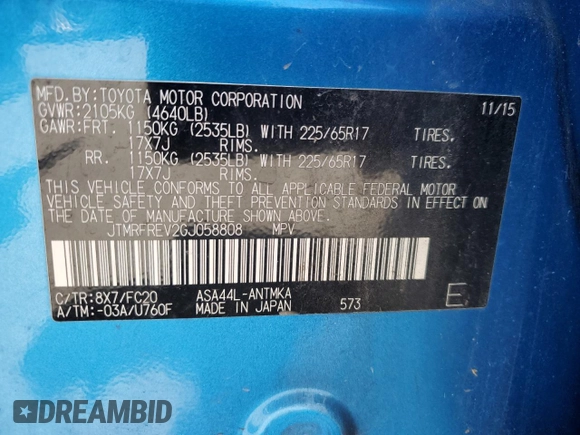 MFD.BY:TOYOTA MOTOR CORPORATION 11/15
GVWR:2105KG (4640LB)
GAWR:FRT. 1150KG (2535LB) WITH 225/65R17 TIRES.
17X7J RIMS.
RR. 1150KG (2535LB) WITH 225/65R17 TIRES.
17X7J RIMS.
THIS VEHICLE CONFORMS TO ALL APPLICABLE FEDERAL MOTOR
VEHICLE SAFETY AND THEFT PREVENTION STANDARDS IN EFFECT ON
THE DATE OF MANUFACTURE SHOWN ABOVE.
JTMRFREV2GJ058808 MPV
C/TR:8X7/FC20 ASA44L-ANTMKA E
A/TM:-03A/U760F MADE IN JAPAN 573
DREAMBID